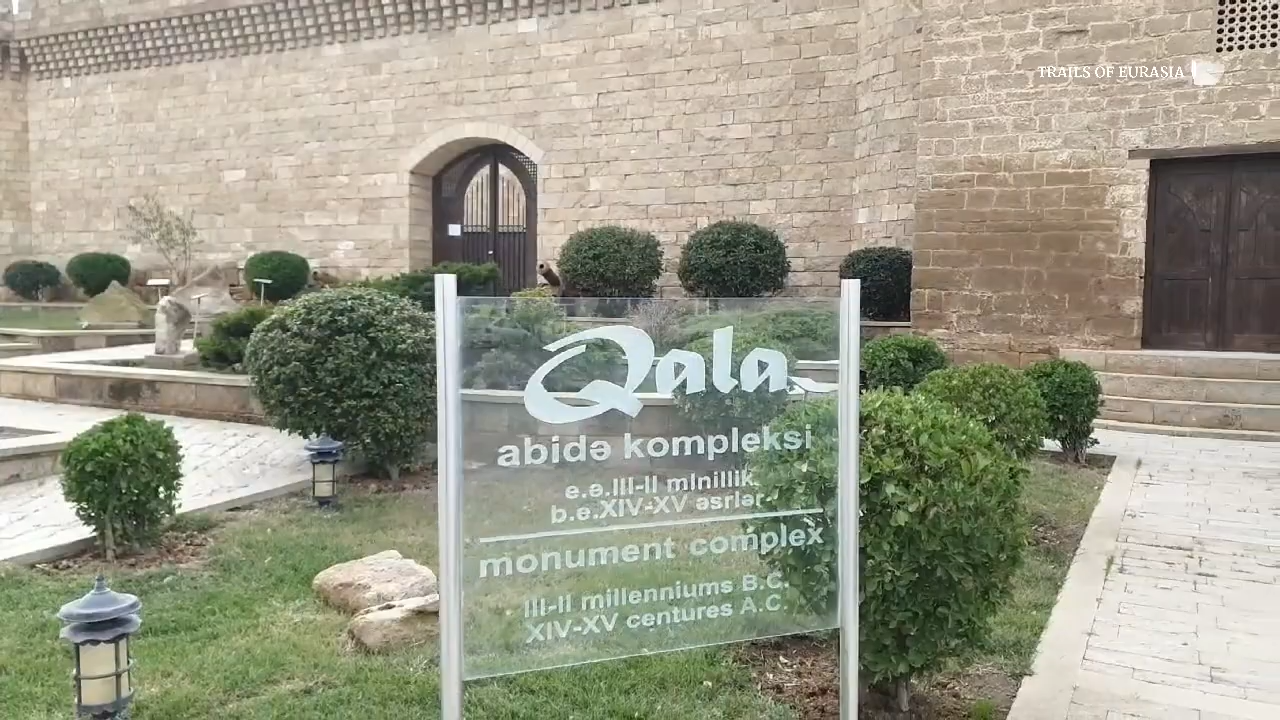 TRAILS OF EURASIA
Qala
abidə kompleksi
e.ə.III-II minillik
b.e.XIV-XV əsrlər
monument complex
III-II millenniums B.C.
XIV-XV centures A.C.